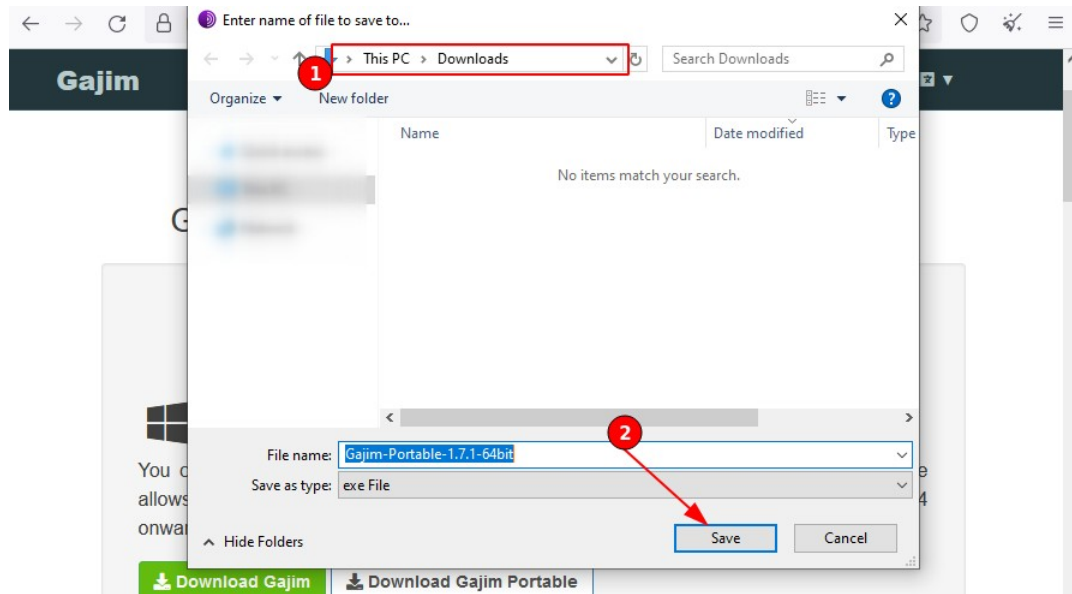 Enter name of file to save to...
Gajim
1
This PC > Downloads
Search Downloads
Organize
New folder
Name
Date modified
Type
No items match your search.
G
2
File name: Gajim-Portable-1.7.1-64bit
Save as type: exe File
You
allows
4
Hide Folders
Save
Cancel
Download Gajim
Download Gajim Portable